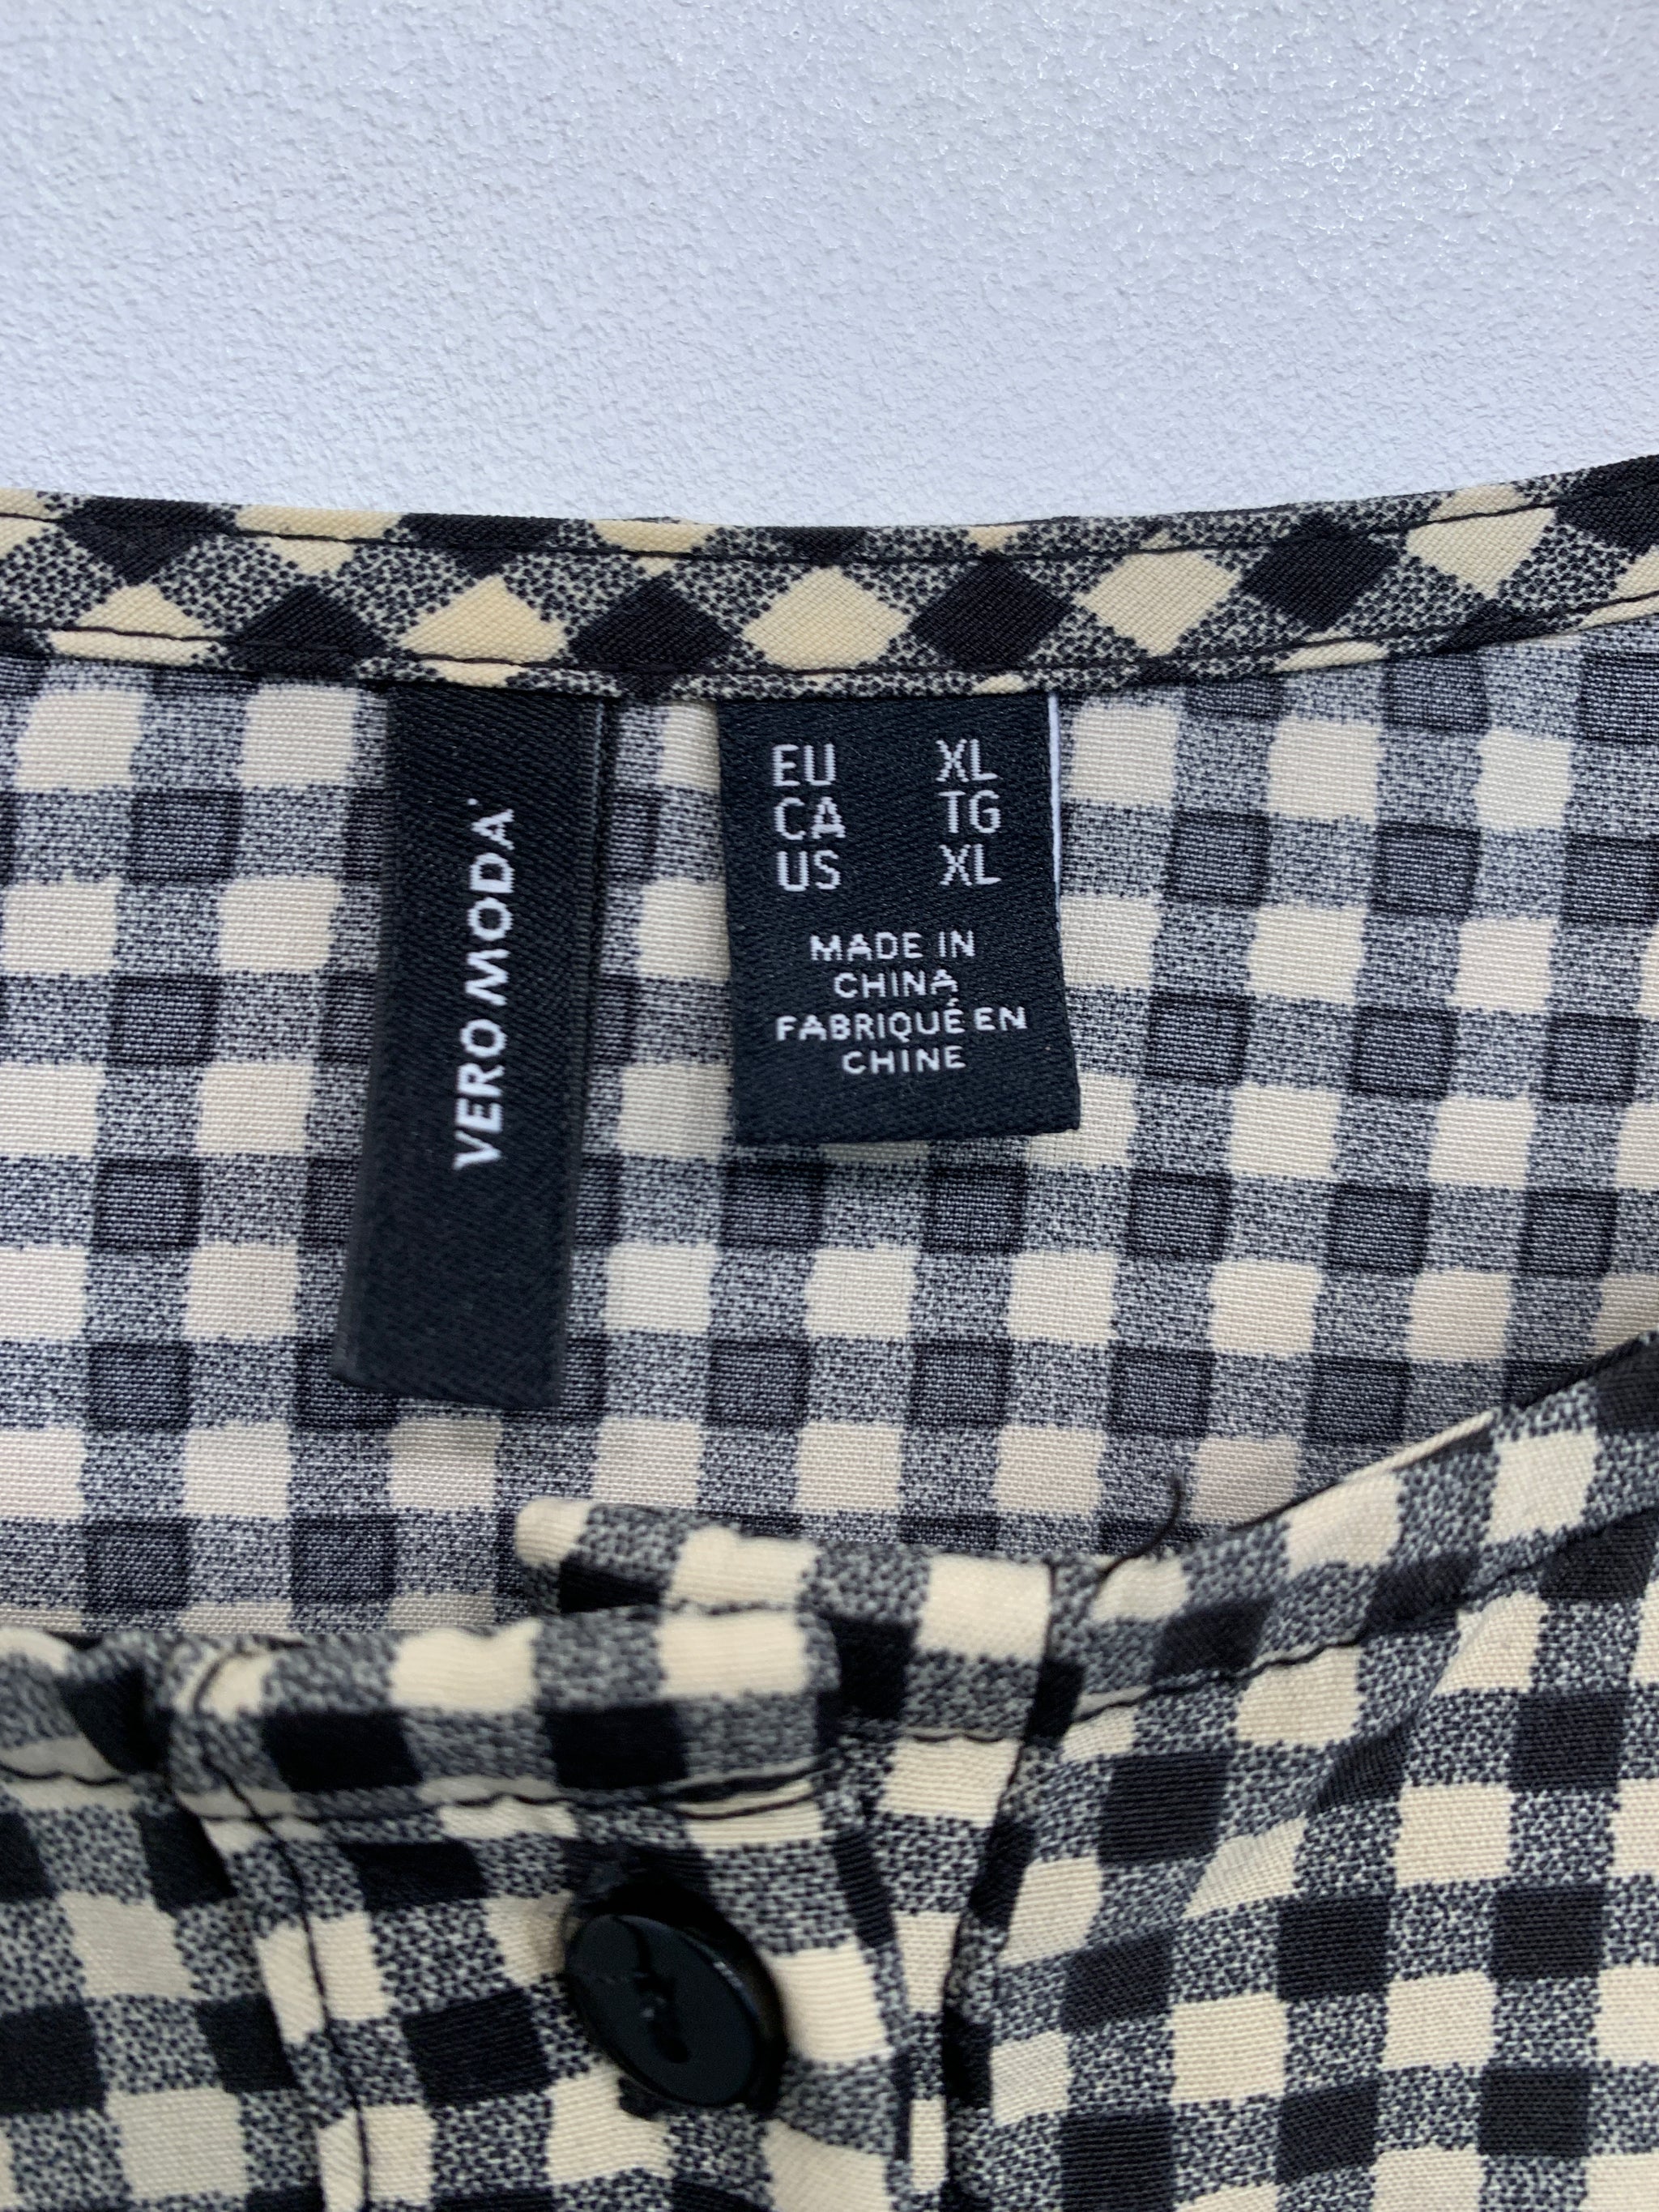 VERO MODA
EU XL
CA TG
US XL
MADE IN
CHINA
FABRIQUÉ EN
CHINE